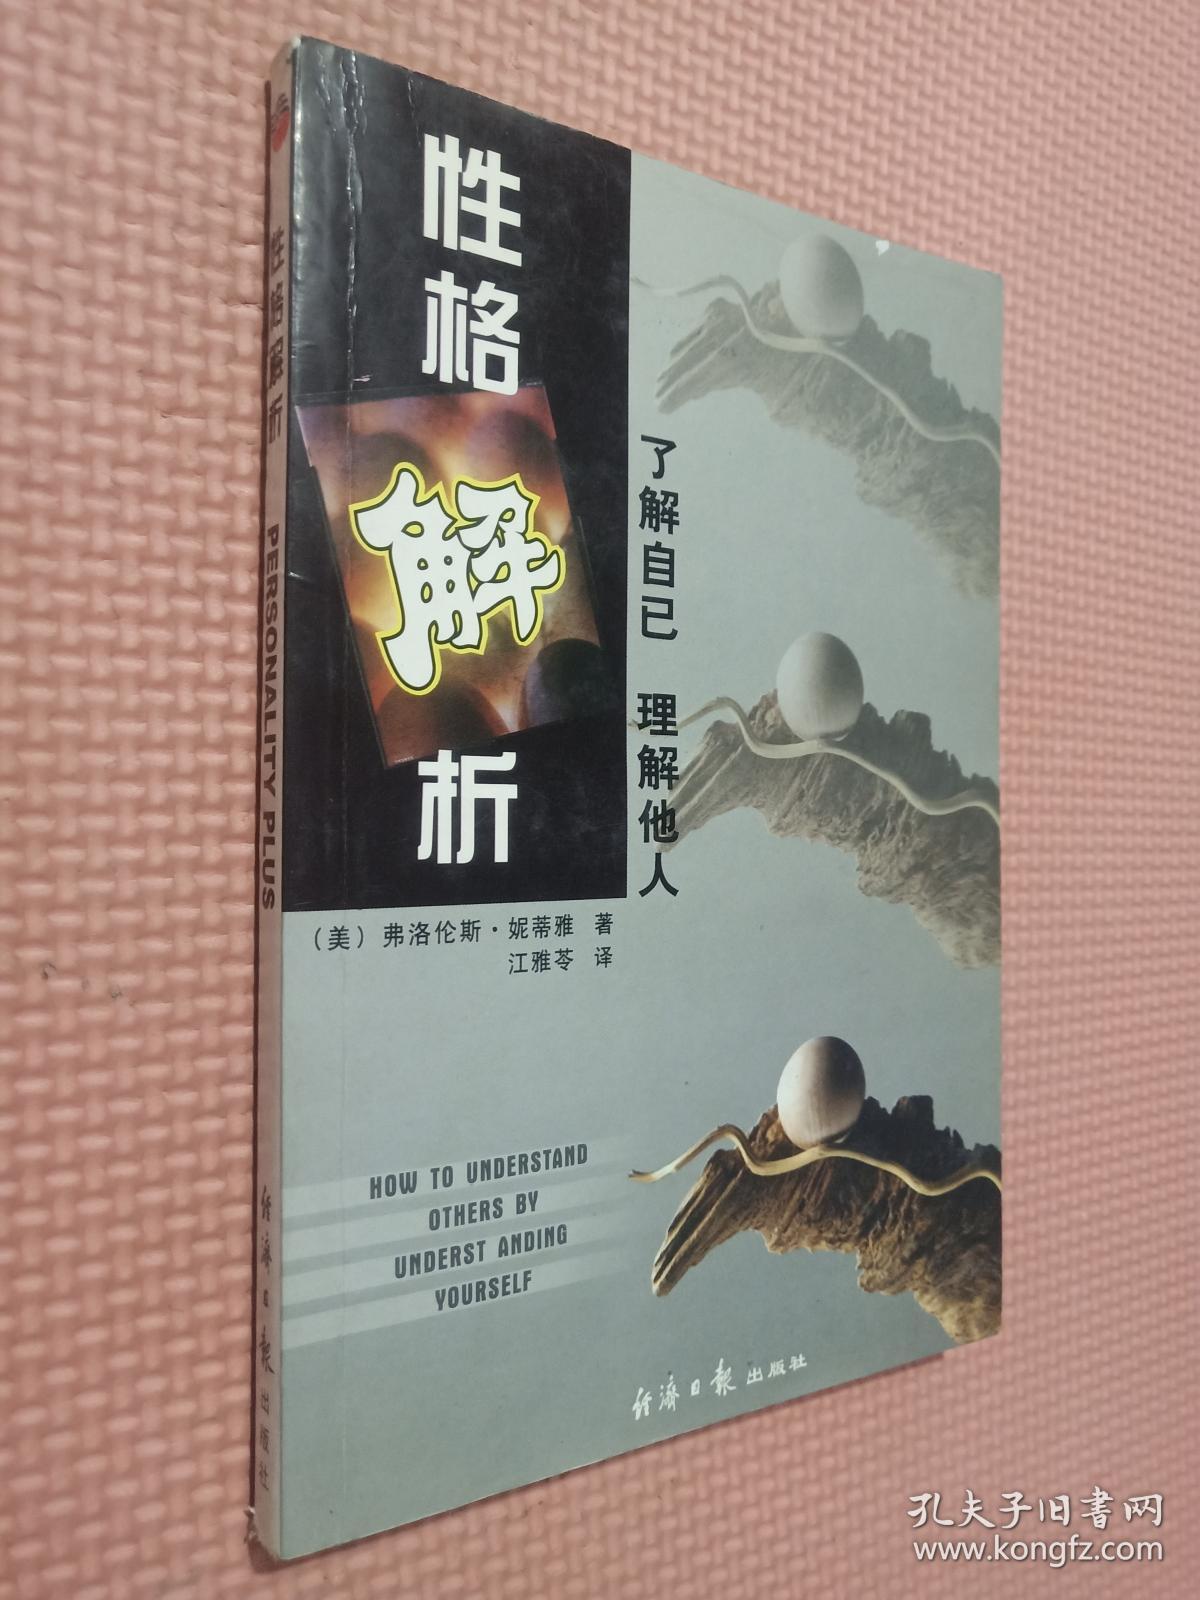 性格解析
了解自已 理解他人
（美）弗洛伦斯·妮蒂雅 著
江雅苓 译
HOW TO UNDERSTAND
OTHERS BY
UNDERST ANDING
YOURSELF
经济日报出版社
性格解析 PERSONALITY PLUS 经济日报出版社
孔夫子旧书网
www.kongfz.com